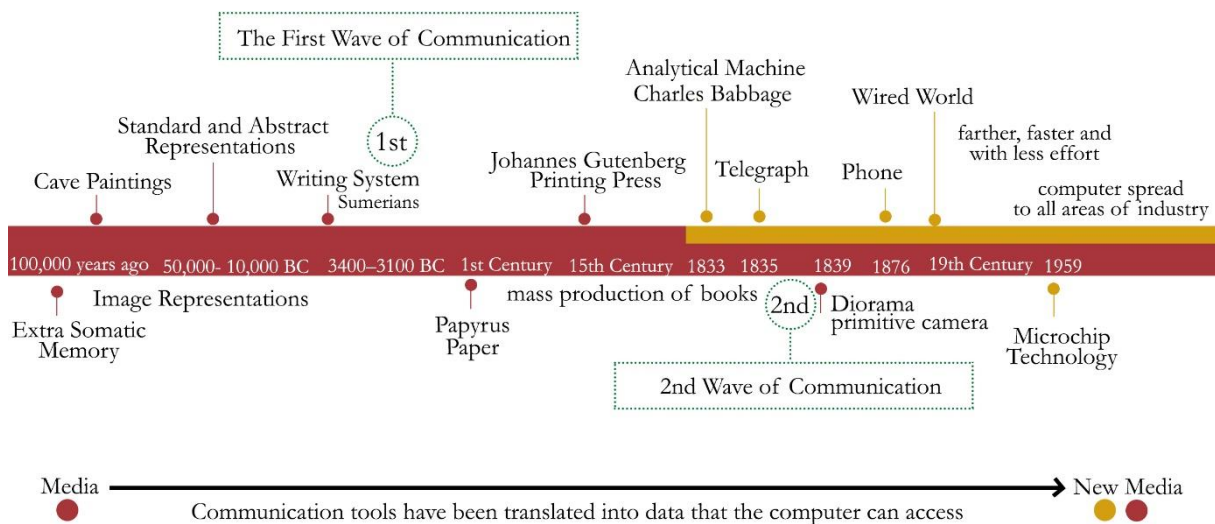 The First Wave of Communication
1st
Analytical Machine
Charles Babbage
Wired World
Standard and Abstract
Representations
farther, faster and
with less effort
Johannes Gutenberg
Printing Press
Cave Paintings
Writing System
Sumerians
Telegraph
Phone
computer spread
to all areas of industry
100,000 years ago
50,000- 10,000 BC
3400–3100 BC
1st Century
15th Century
1833
1835
1839
1876
19th Century
1959
Image Representations
mass production of books
2nd
Extra Somatic
Memory
Papyrus
Paper
Diorama
primitive camera
Microchip
Technology
2nd Wave of Communication
Media
New Media
Communication tools have been translated into data that the computer can access